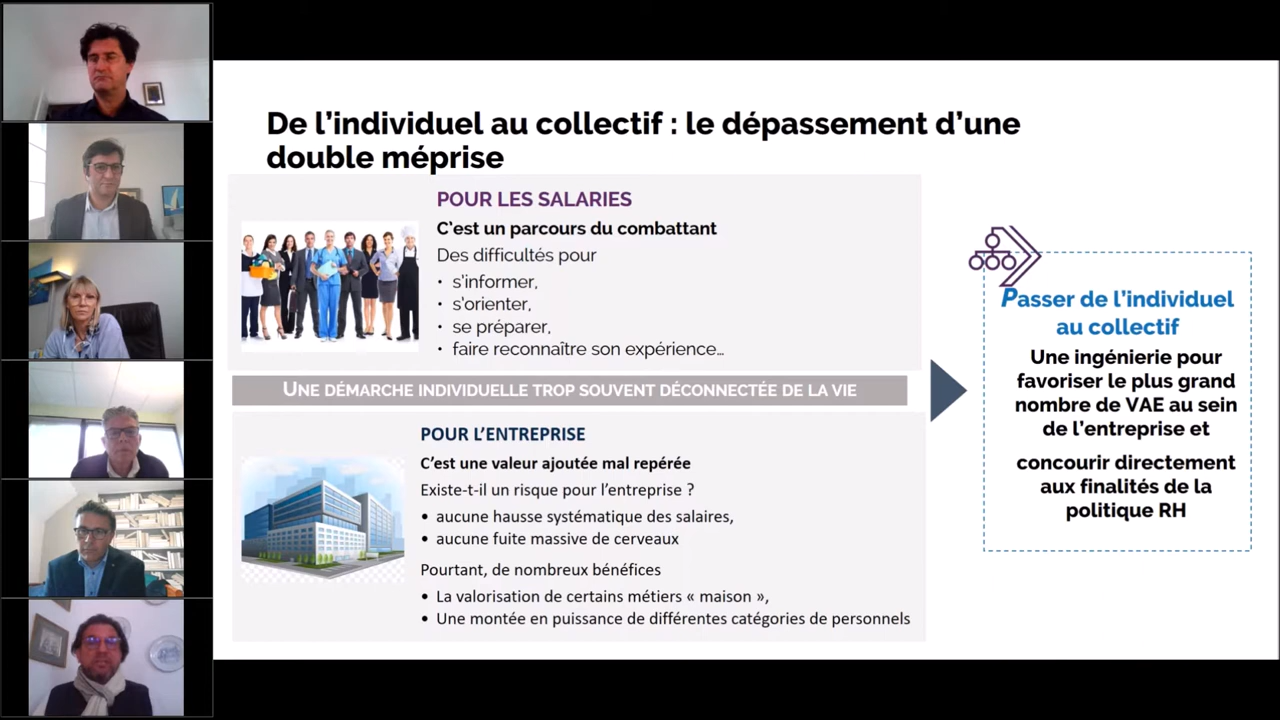 De l’individuel au collectif : le dépassement d’une
double méprise
POUR LES SALARIES
C’est un parcours du combattant
Des difficultés pour
• s’informer,
• s’orienter,
• se préparer,
• faire reconnaître son expérience…
UNE DÉMARCHE INDIVIDUELLE TROP SOUVENT DÉCONNECTÉE DE LA VIE
POUR L’ENTREPRISE
C’est une valeur ajoutée mal repérée
Existe-t-il un risque pour l’entreprise ?
• aucune hausse systématique des salaires,
• aucune fuite massive de cerveaux
Pourtant, de nombreux bénéfices
• La valorisation de certains métiers « maison »,
• Une montée en puissance de différentes catégories de personnels
Passer de l’individuel
au collectif
Une ingénierie pour
favoriser le plus grand
nombre de VAE au sein
de l’entreprise et
concourir directement
aux finalités de la
politique RH